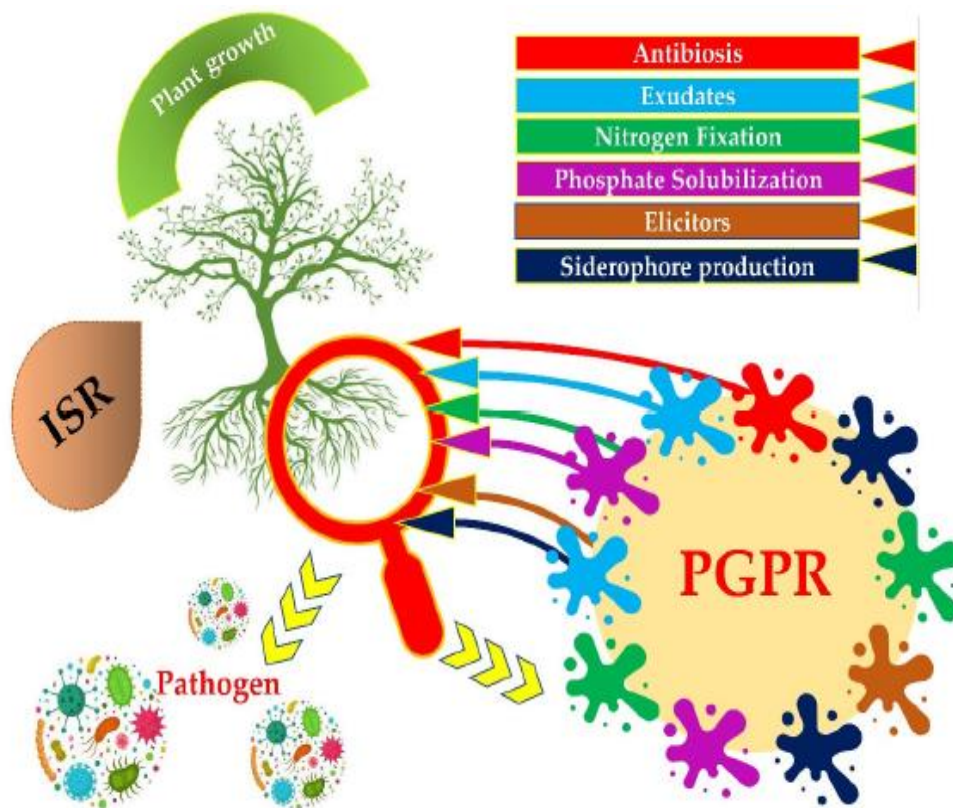 Plant growth
Antibiosis
Exudates
Nitrogen Fixation
Phosphate Solubilization
Elicitors
Siderophore production
ISR
PGPR
Pathogen